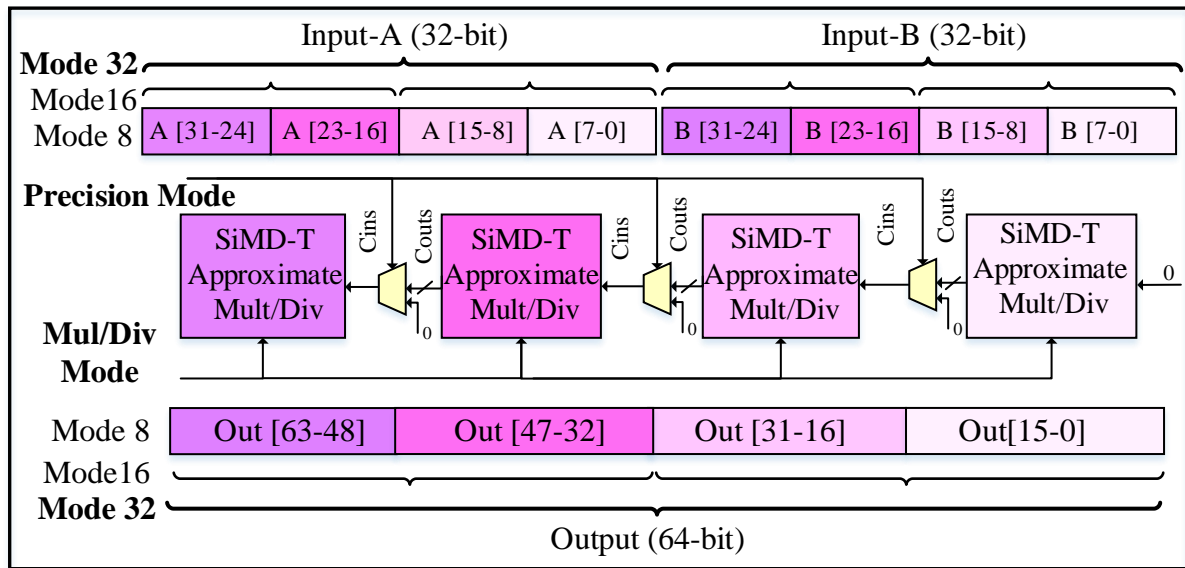 Input-A (32-bit) Input-B (32-bit)
Mode 32
Mode16
Mode 8 A [31-24] A [23-16] A [15-8] A [7-0] B [31-24] B [23-16] B [15-8] B [7-0]
Precision Mode
Cins Couts Cins Couts Cins Couts
SiMD-T SiMD-T SiMD-T SiMD-T
Approximate Approximate Approximate Approximate 0
Mult/Div Mult/Div Mult/Div Mult/Div
0 0 0
Mul/Div
Mode
Mode 8 Out [63-48] Out [47-32] Out [31-16] Out[15-0]
Mode16
Mode 32
Output (64-bit)